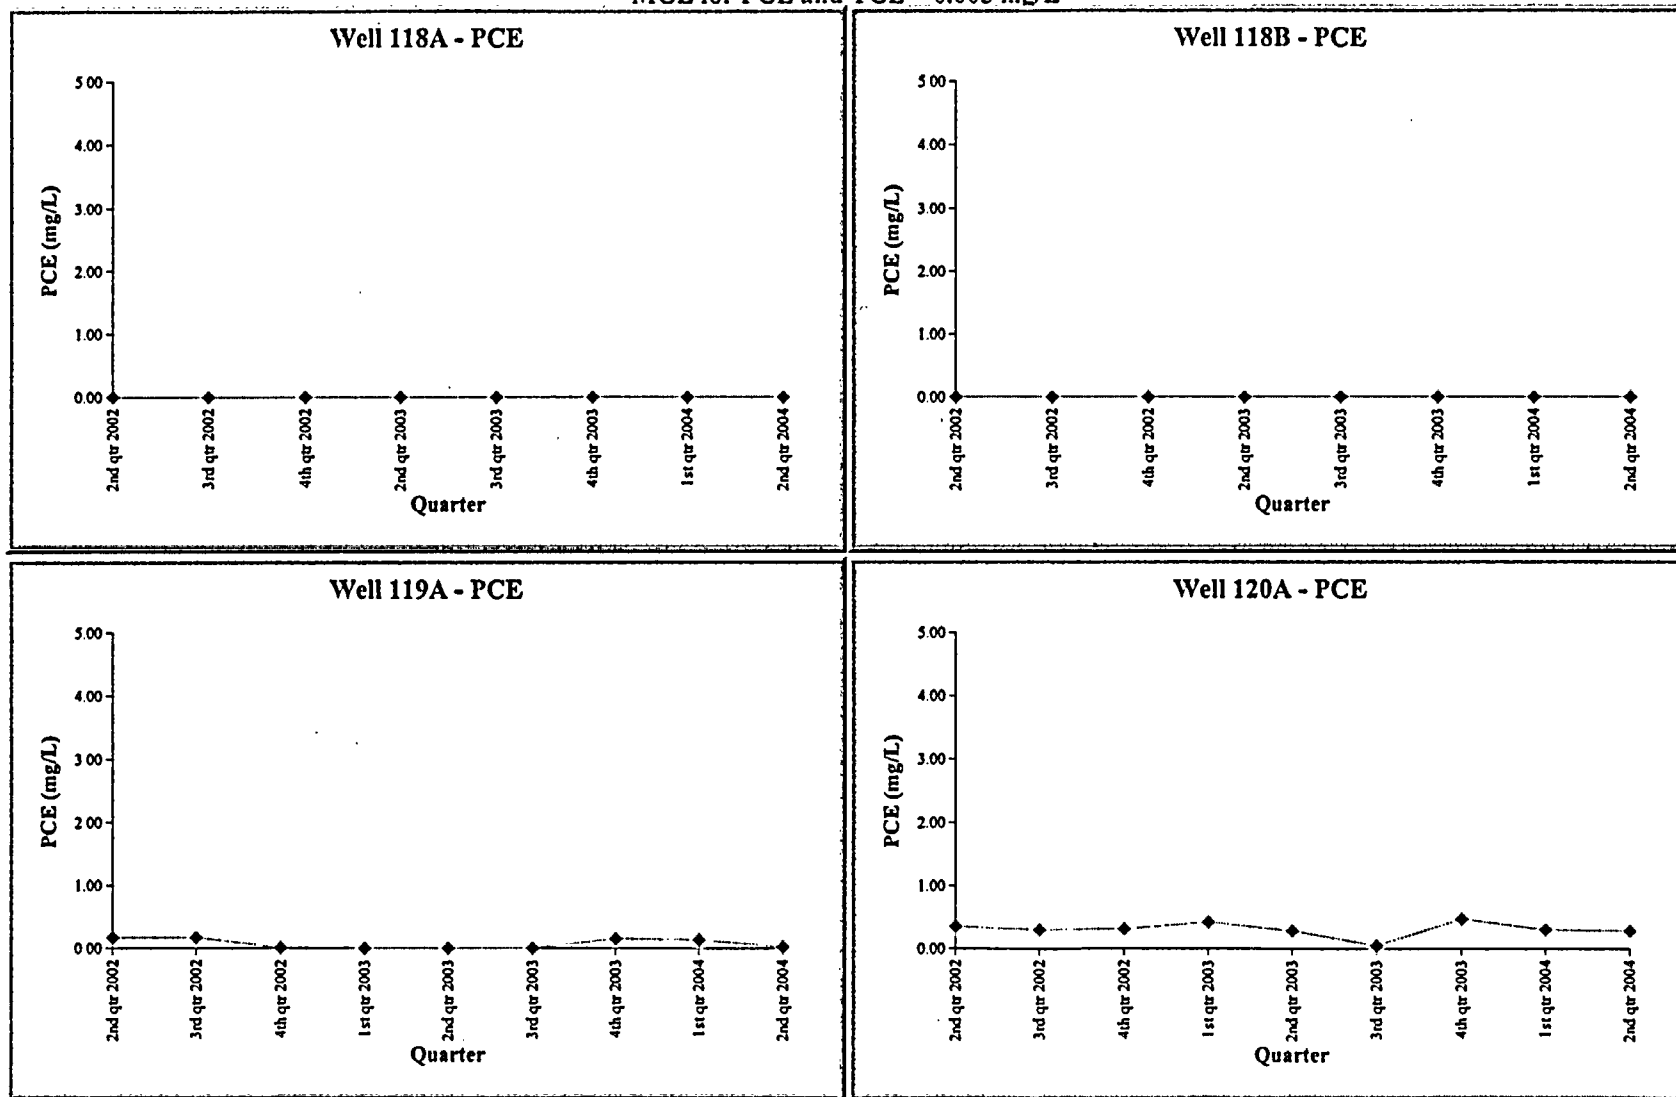 MCL for PCE and TCE = 0.005 mg/L
Well 118A - PCE
PCE (mg/L)
5.00
4.00
3.00
2.00
1.00
0.00
2nd qtr 2002
3rd qtr 2002
4th qtr 2002
2nd qtr 2003
3rd qtr 2003
4th qtr 2003
1st qtr 2004
2nd qtr 2004
Quarter
Well 118B - PCE
PCE (mg/L)
5.00
4.00
3.00
2.00
1.00
0.00
2nd qtr 2002
3rd qtr 2002
4th qtr 2002
2nd qtr 2003
3rd qtr 2003
4th qtr 2003
1st qtr 2004
2nd qtr 2004
Quarter
Well 119A - PCE
PCE (mg/L)
5.00
4.00
3.00
2.00
1.00
0.00
2nd qtr 2002
3rd qtr 2002
4th qtr 2002
1st qtr 2003
2nd qtr 2003
3rd qtr 2003
4th qtr 2003
1st qtr 2004
2nd qtr 2004
Quarter
Well 120A - PCE
PCE (mg/L)
5.00
4.00
3.00
2.00
1.00
0.00
2nd qtr 2002
3rd qtr 2002
4th qtr 2002
1st qtr 2003
2nd qtr 2003
3rd qtr 2003
4th qtr 2003
1st qtr 2004
2nd qtr 2004
Quarter